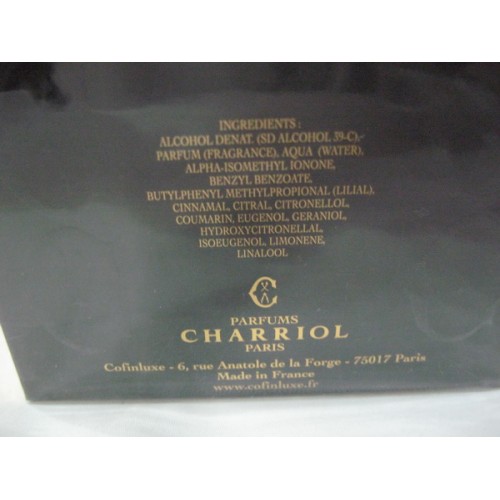 INGREDIENTS :
ALCOHOL DENAT. (SD ALCOHOL 39-C),-
PARFUM (FRAGRANCE), AQUA (WATER),
ALPHA-ISOMETHYL IONONE,
BENZYL BENZOATE,
BUTYLPHENYL METHYLPROPIONAL (LILIAL),
CINNAMAL, CITRAL, CITRONELLOL,
COUMARIN, EUGENOL, GERANIOL,
HYDROXYCITRONELLAL,
ISOEUGENOL, LIMONENE,
LINALOOL
PARFUMS
CHARRIOL
PARIS
Cofinluxe - 6, rue Anatole de la Forge - 75017 Paris
Made in France
www.cofinluxe.fr